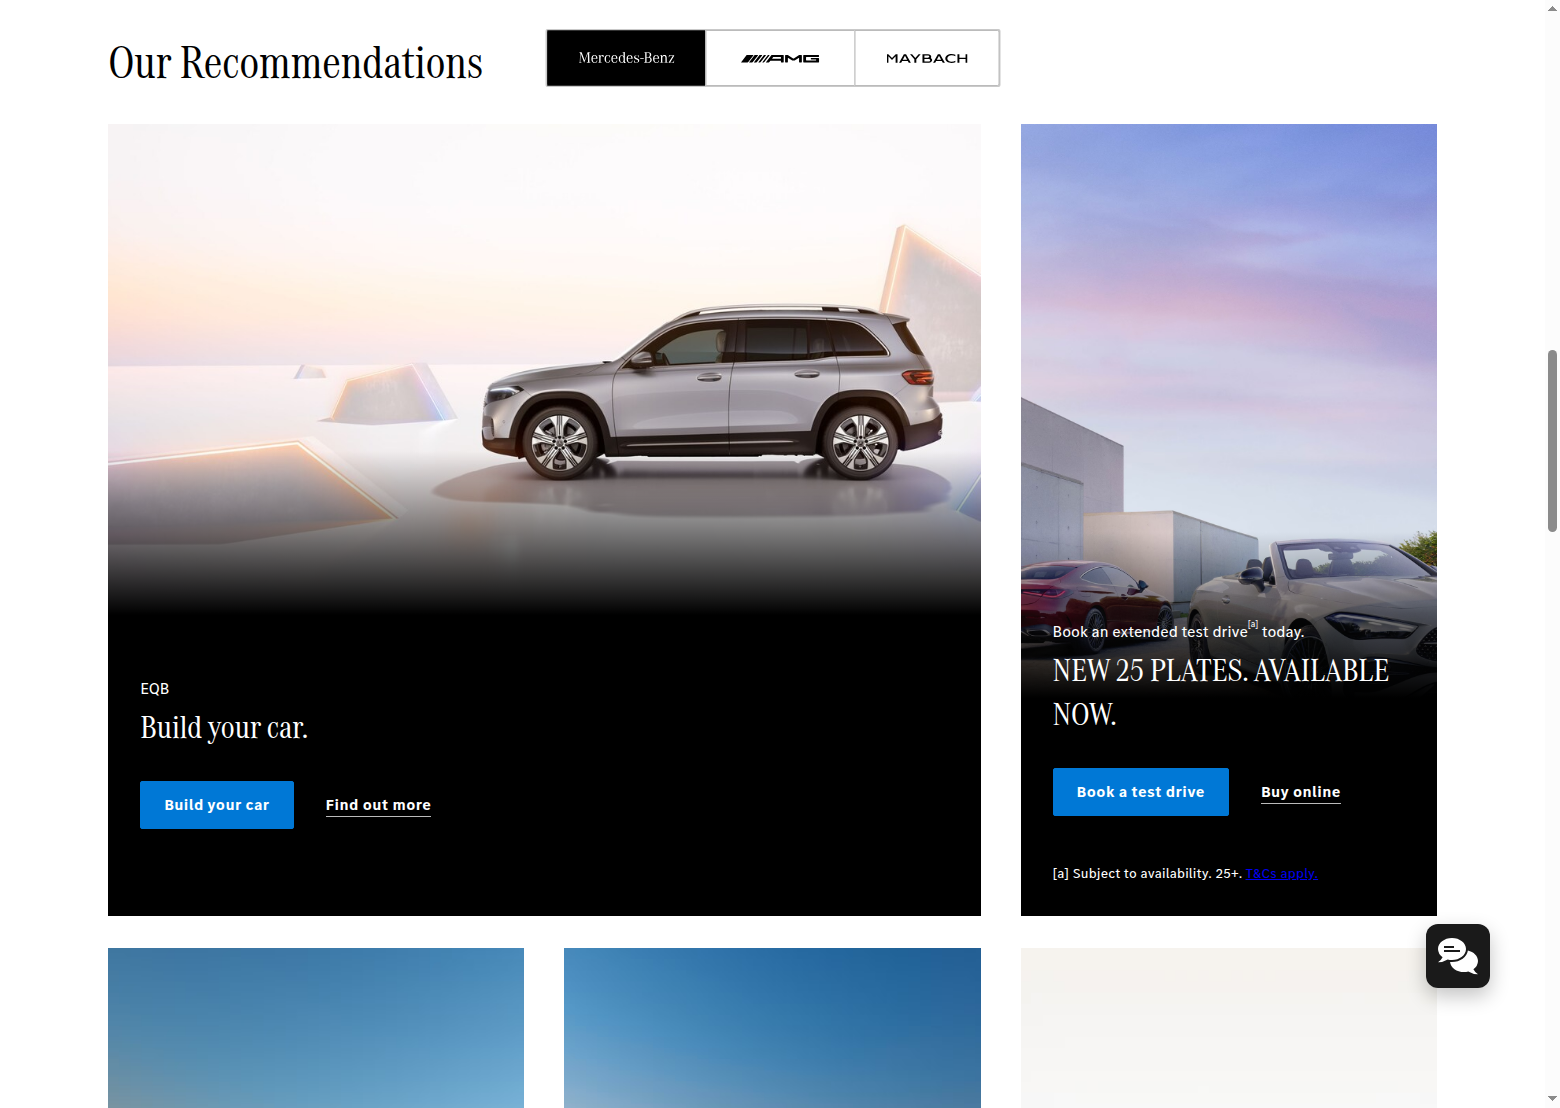 Our Recommendations
Mercedes-Benz
AMG
MAYBACH
EQB
Build your car.
Build your car
Find out more
Book an extended test drive[a] today.
NEW 25 PLATES. AVAILABLE
NOW.
Book a test drive
Buy online
[a] Subject to availability. 25+. T&Cs apply.